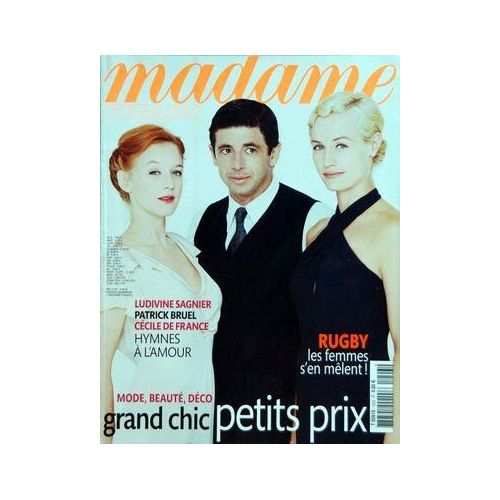 madame
FIGARO
LUDIVINE SAGNIER
PATRICK BRUEL
CÉCILE DE FRANCE
HYMNES
À L'AMOUR
RUGBY
les femmes
s'en mêlent !
MODE, BEAUTÉ, DÉCO
grand chic petits prix